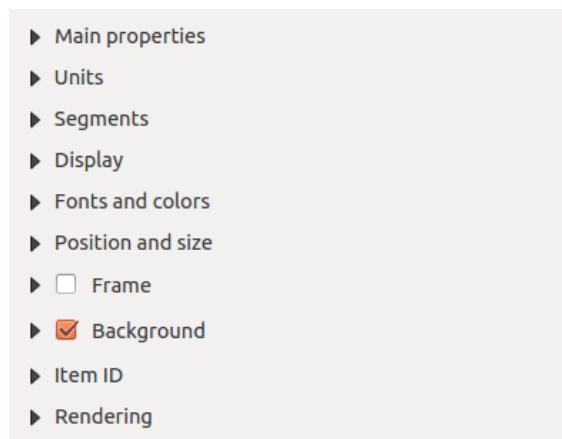 Main properties
Units
Segments
Display
Fonts and colors
Position and size
Frame
Background
Item ID
Rendering